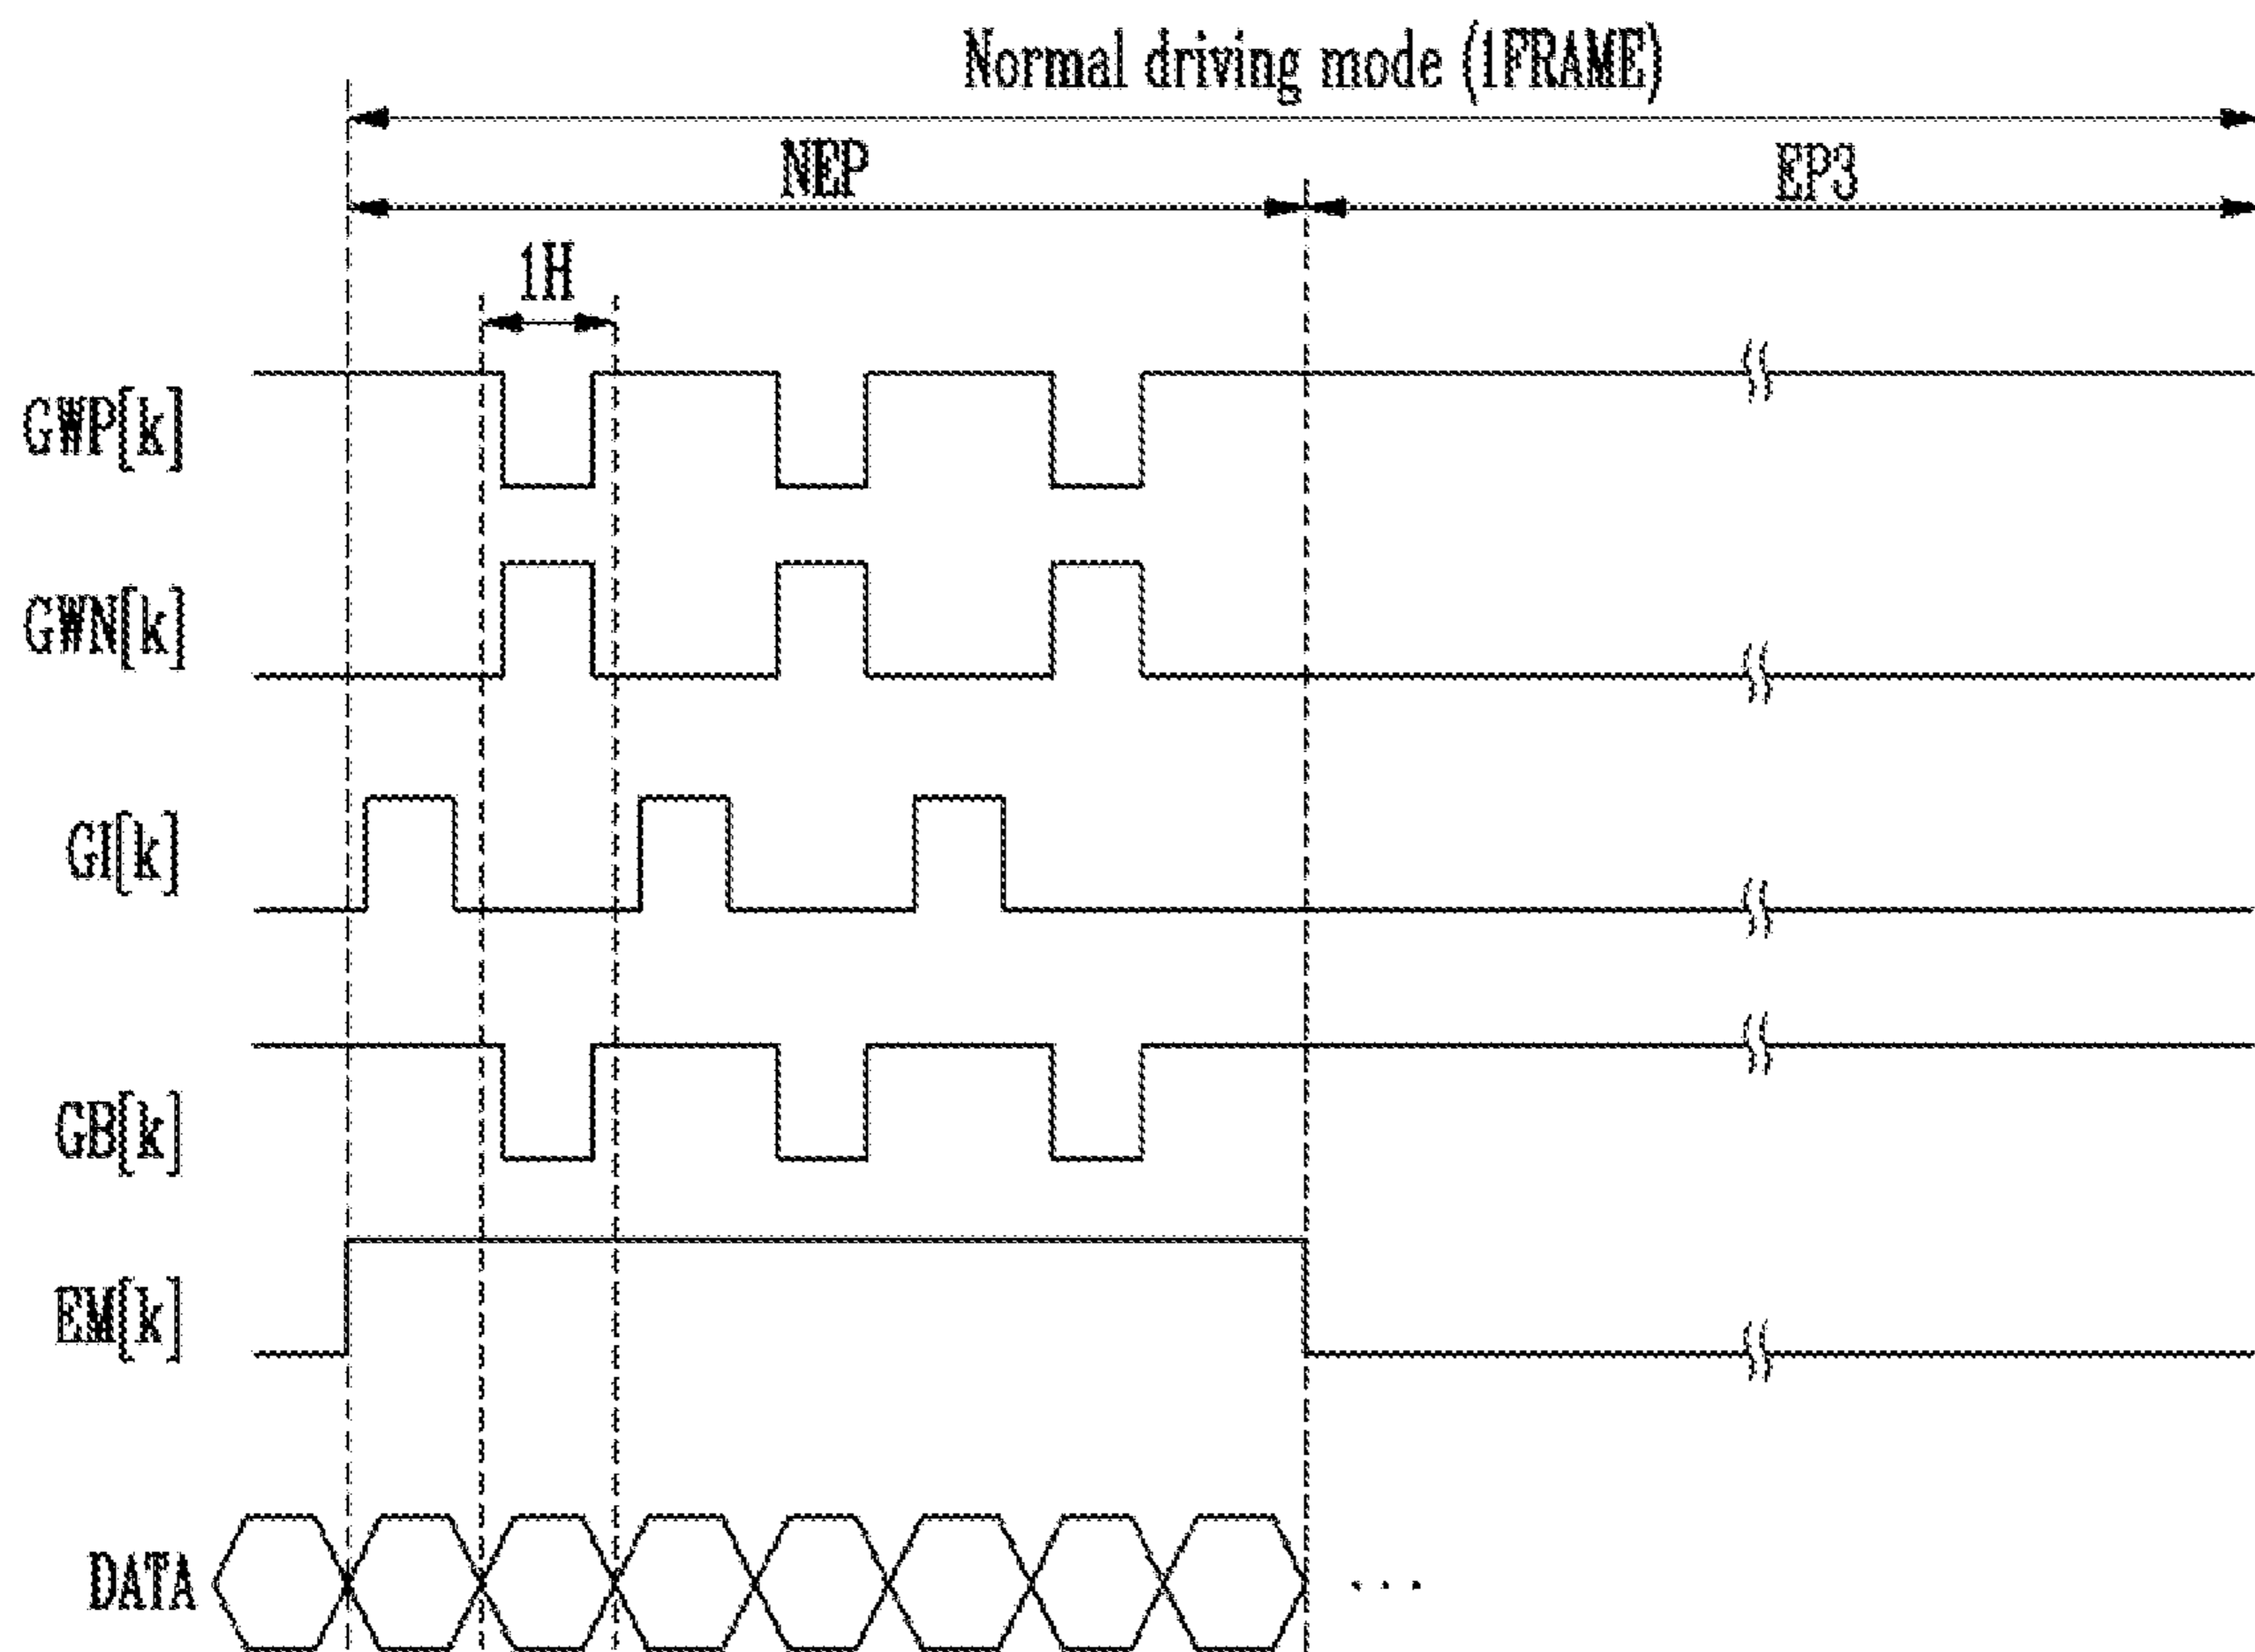 Normal driving mode (1FRAME)
NEP
EP3
1H
GWP[k]
GWN[k]
GI[k]
GB[k]
EM[k]
DATA
...